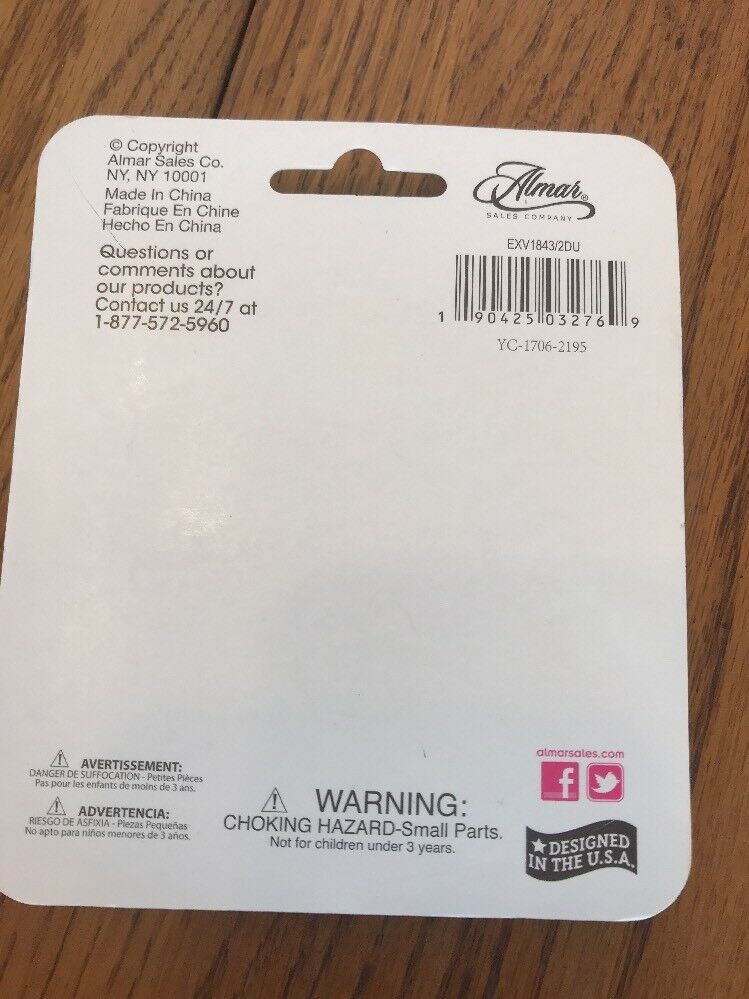 © Copyright
Almar Sales Co.
NY, NY 10001
Made In China
Fabrique En Chine
Hecho En China
Questions or
comments about
our products?
Contact us 24/7 at
1-877-572-5960
Almar®
SALES COMPANY
EXV1843/2DU
1 90425 03276 9
YC-1706-2195
AVERTISSEMENT:
DANGER DE SUFFOCATION - Petites Pièces
Pas pour les enfants de moins de 3 ans.
ADVERTENCIA:
RIESGO DE ASFIXIA - Piezas Pequeñas
No apto para niños menores de 3 años.
WARNING:
CHOKING HAZARD-Small Parts.
Not for children under 3 years.
almarsales.com
f
DESIGNED
IN THE U.S.A.